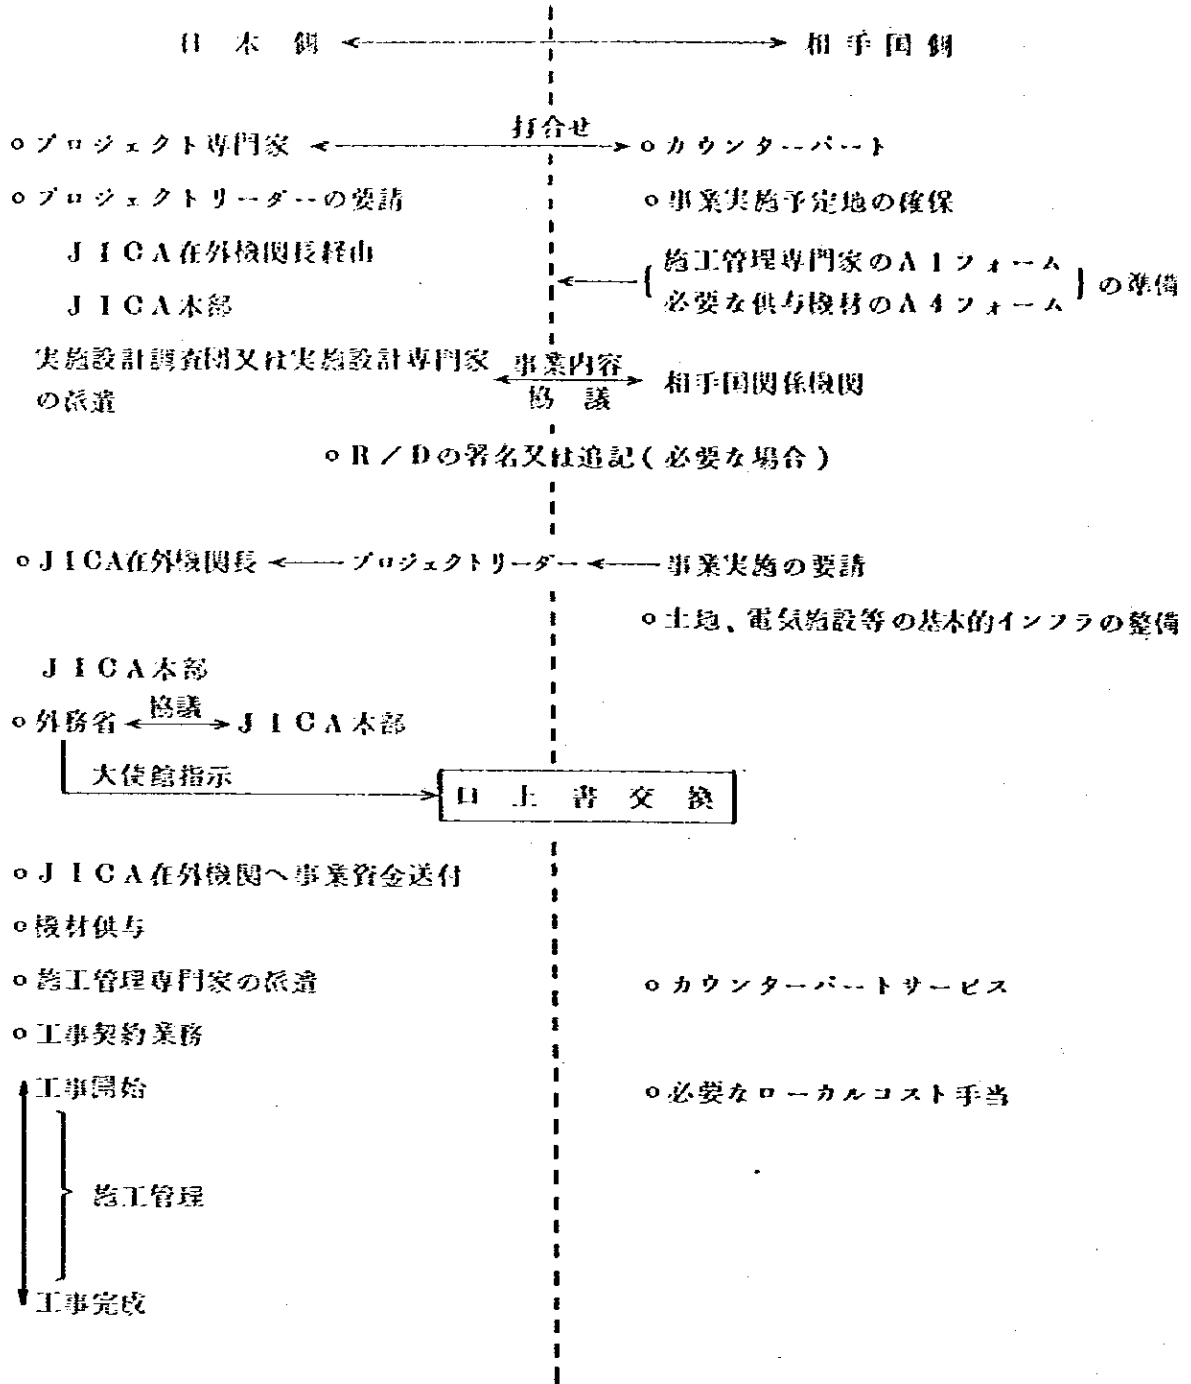 日本側 相手国側
打合せ
○プロジェクト専門家 ○カウンターパート
○プロジェクトリーダーの要請 ○事業実施予定地の確保
JICA在外機関長経由 施工管理専門家のA1フォーム
の準備
JICA本部 必要な供与機材のA4フォーム
実施設計調査団又は実施設計専門家 事業内容
の派遣 協議 相手国関係機関
○R/Dの署名又は追記(必要な場合)
○JICA在外機関長 プロジェクトリーダー 事業実施の要請
○土地、電気施設等の基本的インフラの整備
JICA本部
○外務省 協議 JICA本部
大使館指示
口上書交換
○JICA在外機関へ事業資金送付
○機材供与
○施工管理専門家の派遣 ○カウンターパートサービス
○工事契約業務
工事開始 ○必要なローカルコスト手当
施工管理
工事完成